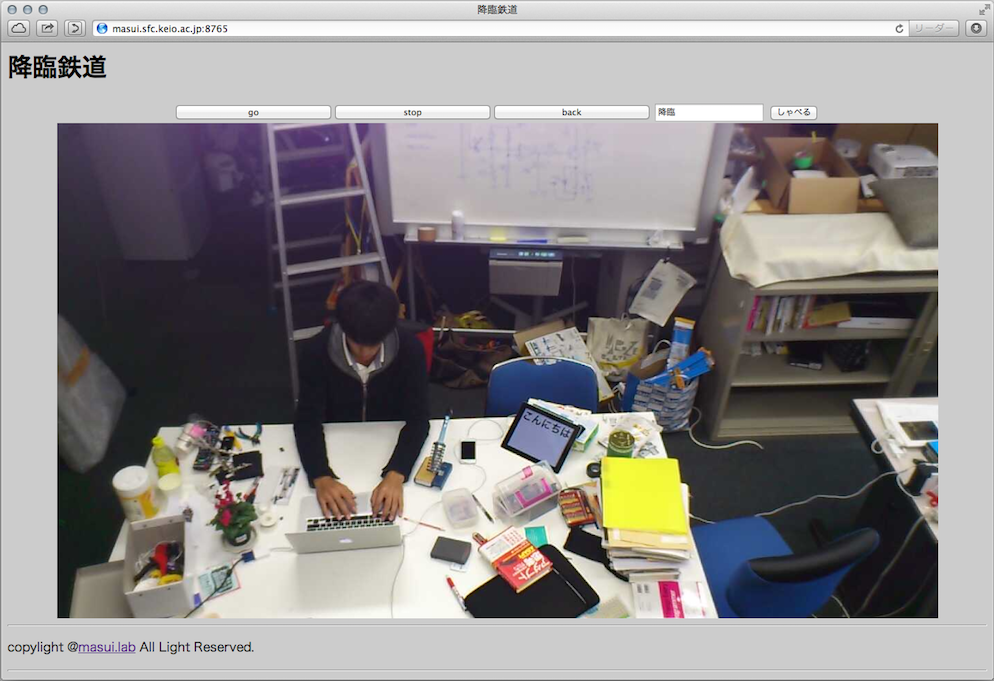 降臨鉄道
masui.sfc.keio.ac.jp:8765
リーダー
降臨鉄道
go
stop
back
降臨
しゃべる
こんにちは
copylight @masui.lab All Light Reserved.